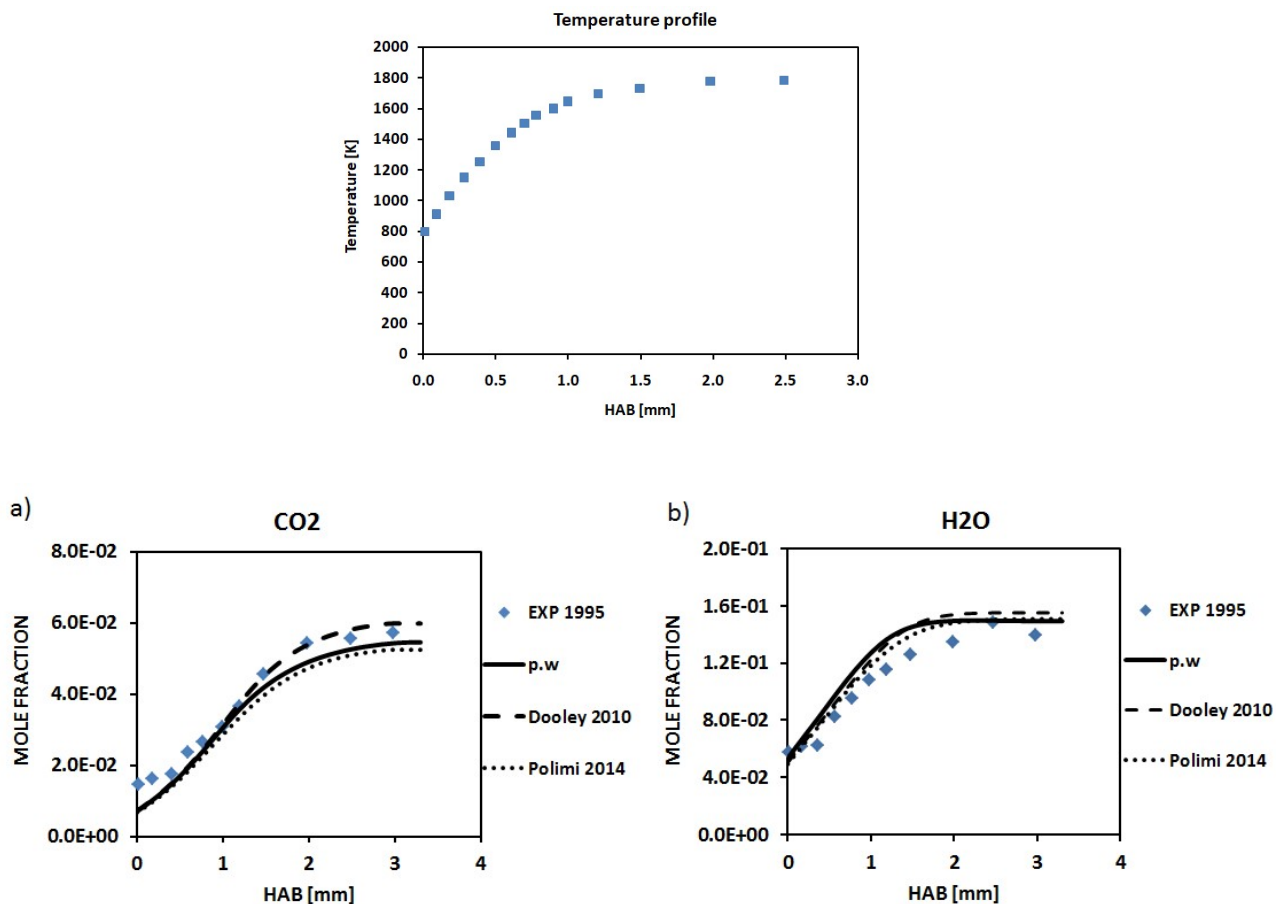 Temperature profile
2000
1800
1600
1400
1200
1000
800
600
400
200
0
Temperature [K]
0.0 0.5 1.0 1.5 2.0 2.5 3.0
HAB [mm]
a)
CO2
8.0E-02
6.0E-02
4.0E-02
2.0E-02
0.0E+00
MOLE FRACTION
0 1 2 3 4
HAB [mm]
EXP 1995
p.w
Dooley 2010
Polimi 2014
b)
H2O
2.0E-01
1.6E-01
1.2E-01
8.0E-02
4.0E-02
0.0E+00
MOLE FRACTION
0 1 2 3 4
HAB [mm]
EXP 1995
p.w
Dooley 2010
Polimi 2014